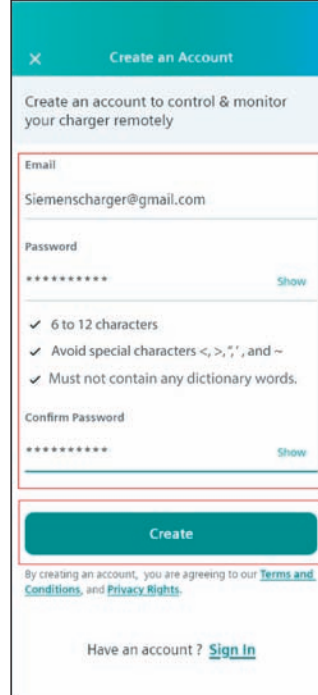 × Create an Account
Create an account to control & monitor
your charger remotely
Email
Siemenscharger@gmail.com
Password
********** Show
✓ 6 to 12 characters
✓ Avoid special characters <, >,“,‘, and ~
✓ Must not contain any dictionary words.
Confirm Password
********** Show
Create
By creating an account, you are agreeing to our Terms and
Conditions, and Privacy Rights.
Have an account ? Sign In